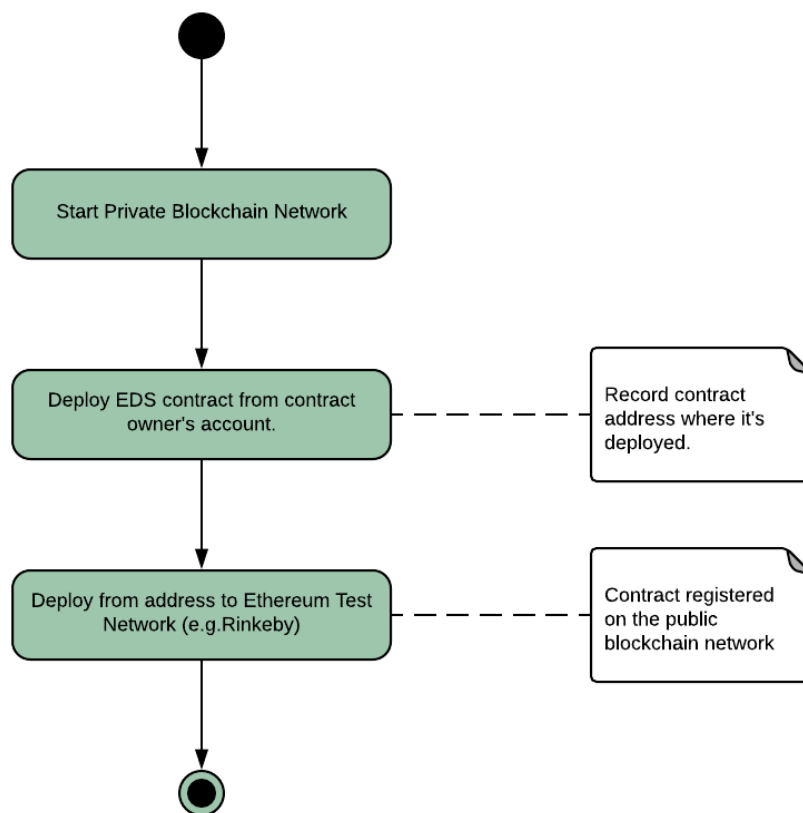 Start Private Blockchain Network
Deploy EDS contract from contract
owner's account.
Record contract
address where it's
deployed.
Deploy from address to Ethereum Test
Network (e.g.Rinkeby)
Contract registered
on the public
blockchain network